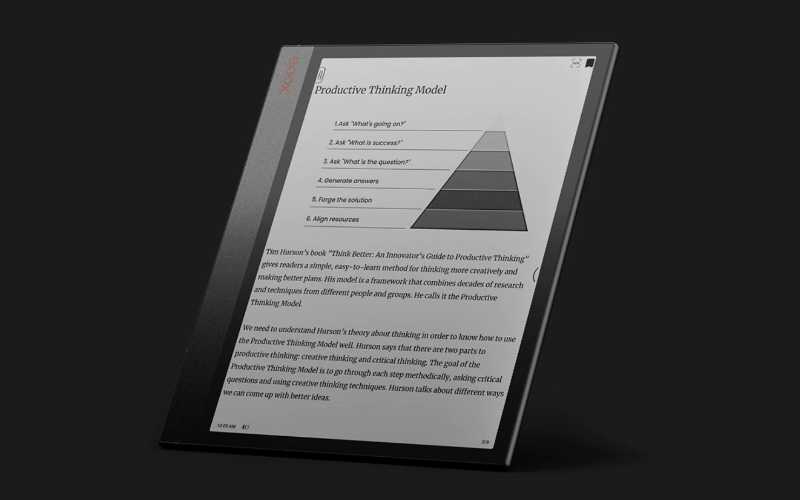 BOOX
Productive Thinking Model
1.Ask "What's going on?"
2. Ask "What is success?"
3. Ask "What is the question?"
4. Generate answers
5. Forge the solution
6. Align resources
Tim Hurson's book "Think Better: An Innovator's Guide to Productive Thinking"
gives readers a simple, easy-to-learn method for thinking more creatively and
making better plans. His model is a framework that combines decades of research
and techniques from different people and groups. He calls it the Productive
Thinking Model.
We need to understand Hurson's theory about thinking in order to know how to use
the Productive Thinking Model well. Hurson says that there are two parts to
productive thinking: creative thinking and critical thinking. The goal of the
Productive Thinking Model is to go through each step methodically, asking critical
questions and using creative thinking techniques. Hurson talks about different ways
we can come up with better ideas.